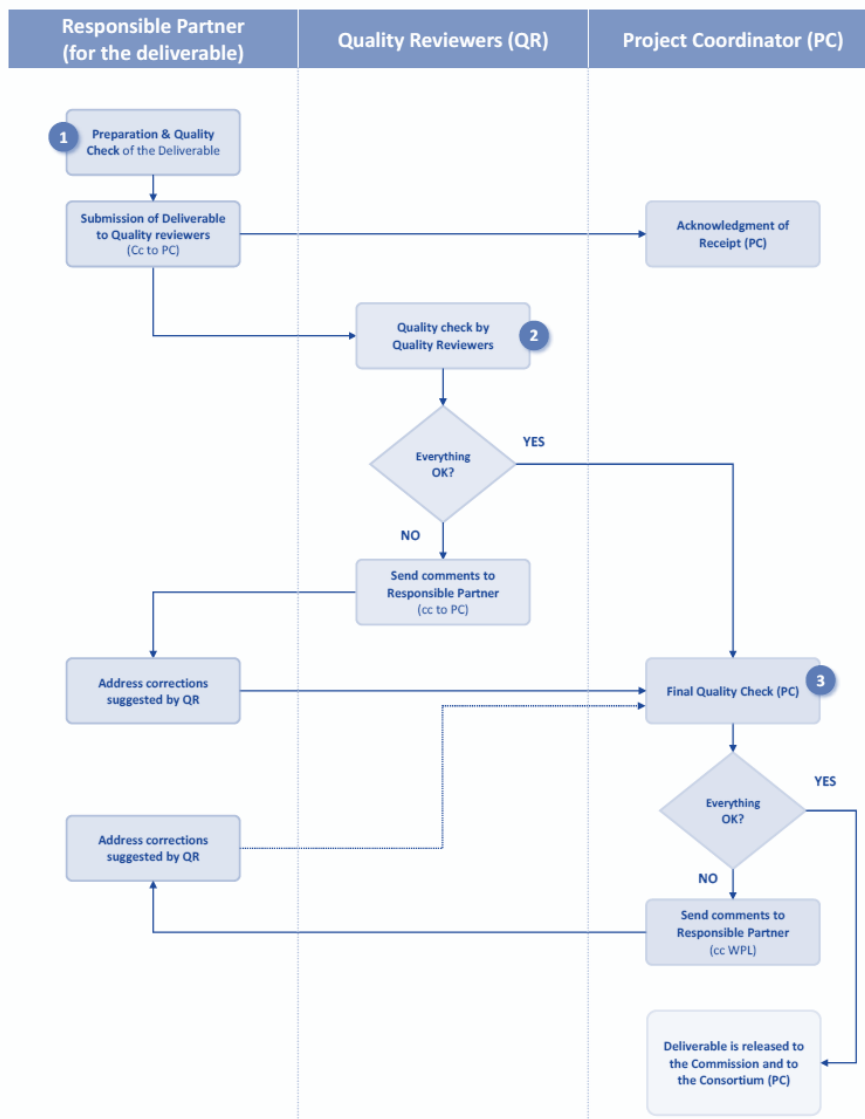 Responsible Partner
(for the deliverable)
Quality Reviewers (QR)
Project Coordinator (PC)
1
Preparation & Quality
Check of the Deliverable
Submission of Deliverable
to Quality reviewers
(Cc to PC)
Acknowledgment of
Receipt (PC)
Quality check by
Quality Reviewers
2
Everything
OK?
YES
NO
Send comments to
Responsible Partner
(cc to PC)
Address corrections
suggested by QR
Final Quality Check (PC)
3
Everything
OK?
YES
NO
Address corrections
suggested by QR
Send comments to
Responsible Partner
(cc WPL)
Deliverable is released to
the Commission and to
the Consortium (PC)